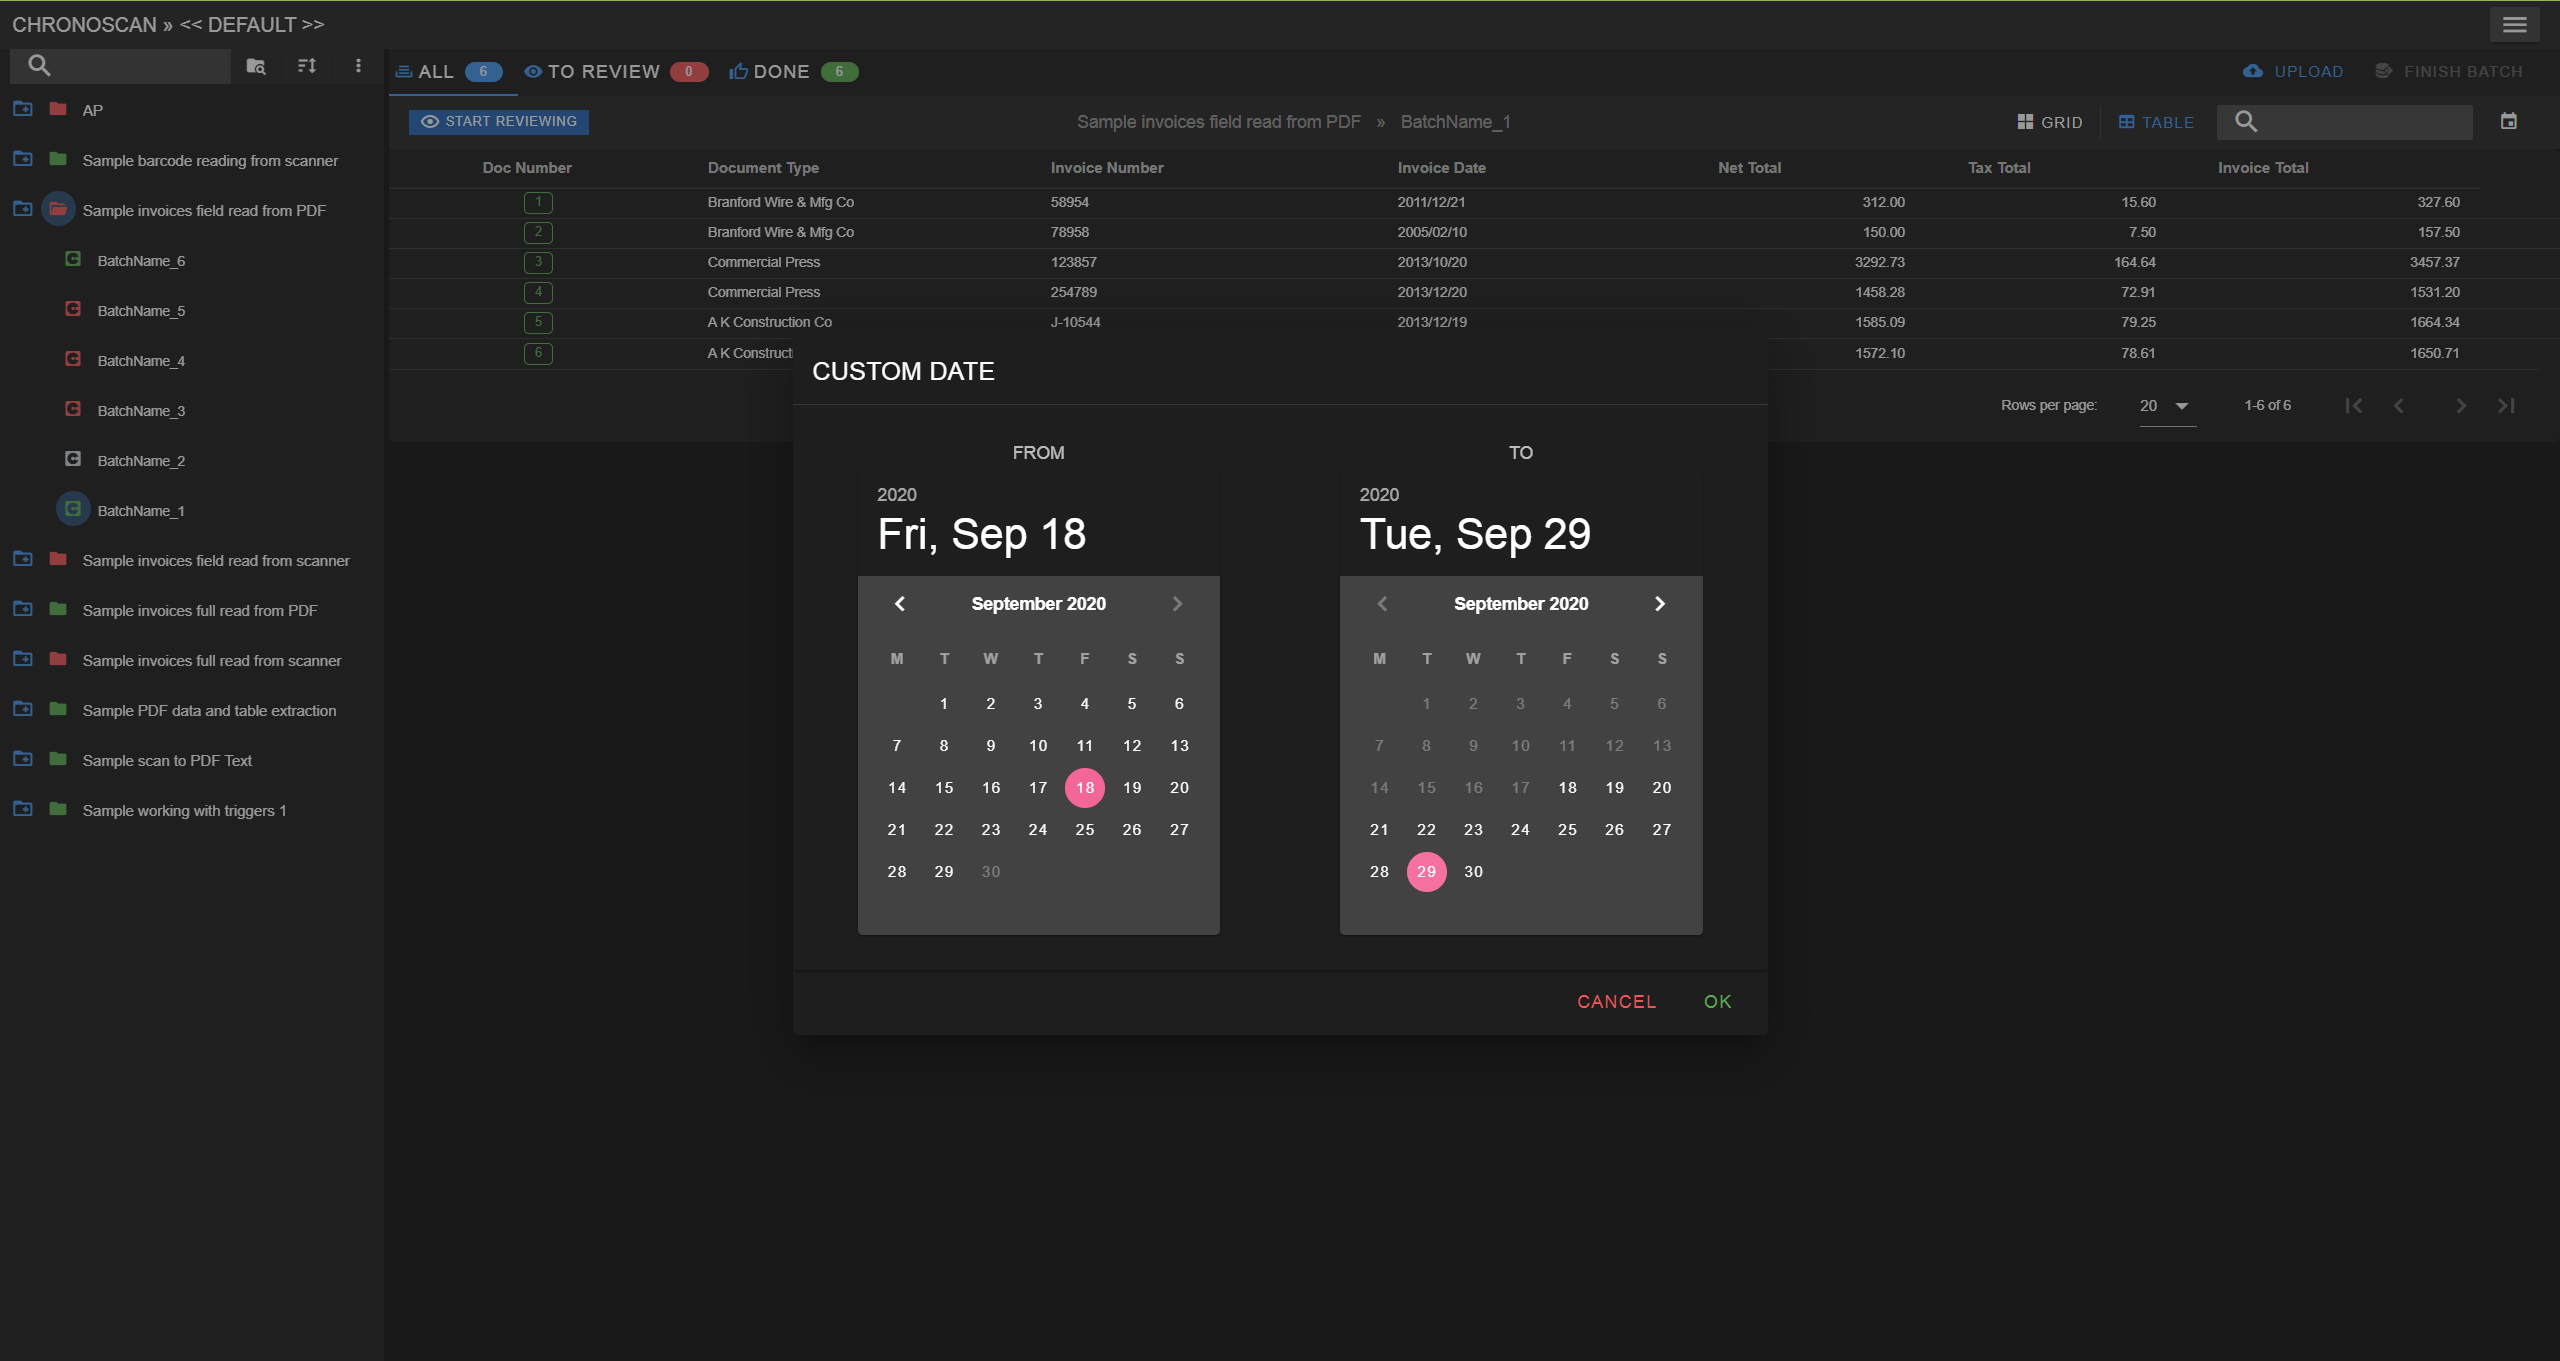 CHRONOSCAN » << DEFAULT >>
ALL 6 TO REVIEW 0 DONE 6
UPLOAD FINISH BATCH
START REVIEWING
Sample invoices field read from PDF » BatchName_1
GRID TABLE
AP
Sample barcode reading from scanner
Sample invoices field read from PDF
BatchName_6
BatchName_5
BatchName_4
BatchName_3
BatchName_2
BatchName_1
Sample invoices field read from scanner
Sample invoices full read from PDF
Sample invoices full read from scanner
Sample PDF data and table extraction
Sample scan to PDF Text
Sample working with triggers 1
Doc Number Document Type Invoice Number Invoice Date Net Total Tax Total Invoice Total
1 Branford Wire & Mfg Co 58954 2011/12/21 312.00 15.60 327.60
2 Branford Wire & Mfg Co 78958 2005/02/10 150.00 7.50 157.50
3 Commercial Press 123857 2013/10/20 3292.73 164.64 3457.37
4 Commercial Press 254789 2013/12/20 1458.28 72.91 1531.20
5 A K Construction Co J-10544 2013/12/19 1585.09 79.25 1664.34
6 A K Constructi 1572.10 78.61 1650.71
Rows per page: 20 1-6 of 6
CUSTOM DATE
FROM
2020
Fri, Sep 18
September 2020
M T W T F S S
1 2 3 4 5 6
7 8 9 10 11 12 13
14 15 16 17 18 19 20
21 22 23 24 25 26 27
28 29 30
TO
2020
Tue, Sep 29
September 2020
M T W T F S S
1 2 3 4 5 6
7 8 9 10 11 12 13
14 15 16 17 18 19 20
21 22 23 24 25 26 27
28 29 30
CANCEL OK